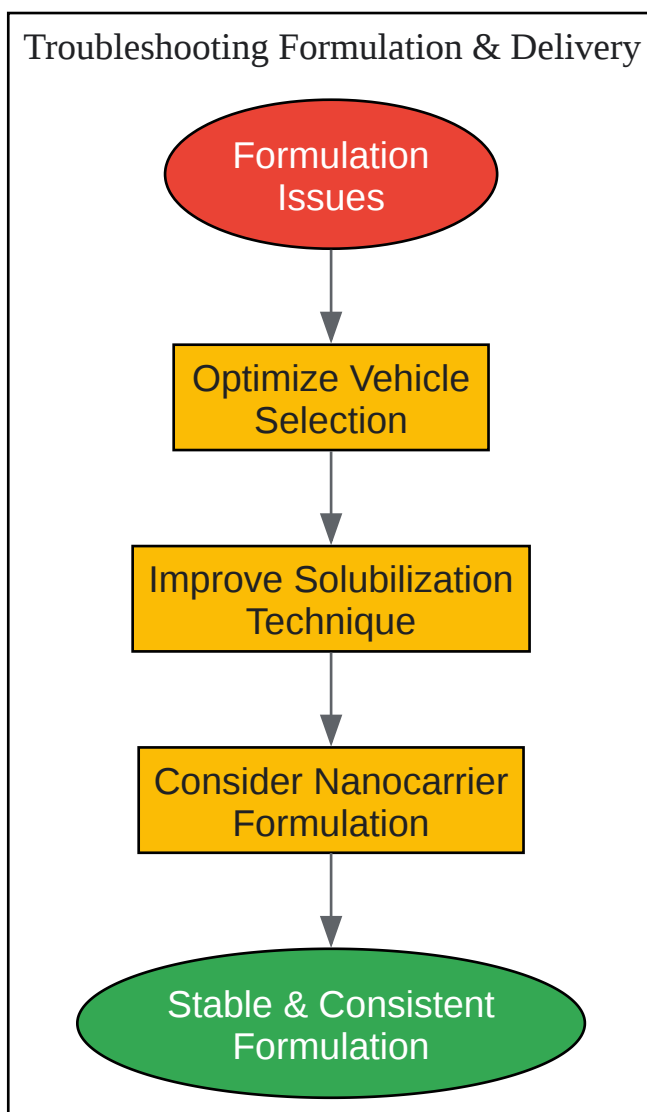 Troubleshooting Formulation & Delivery
Formulation
Issues
Optimize Vehicle
Selection
Improve Solubilization
Technique
Consider Nanocarrier
Formulation
Stable & Consistent
Formulation